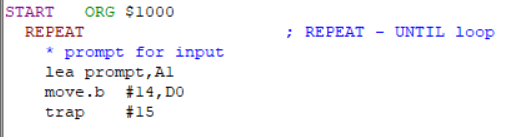 START   ORG $1000
  REPEAT                    ; REPEAT - UNTIL loop
    * prompt for input
    lea prompt,A1
    move.b  #14,D0
    trap    #15